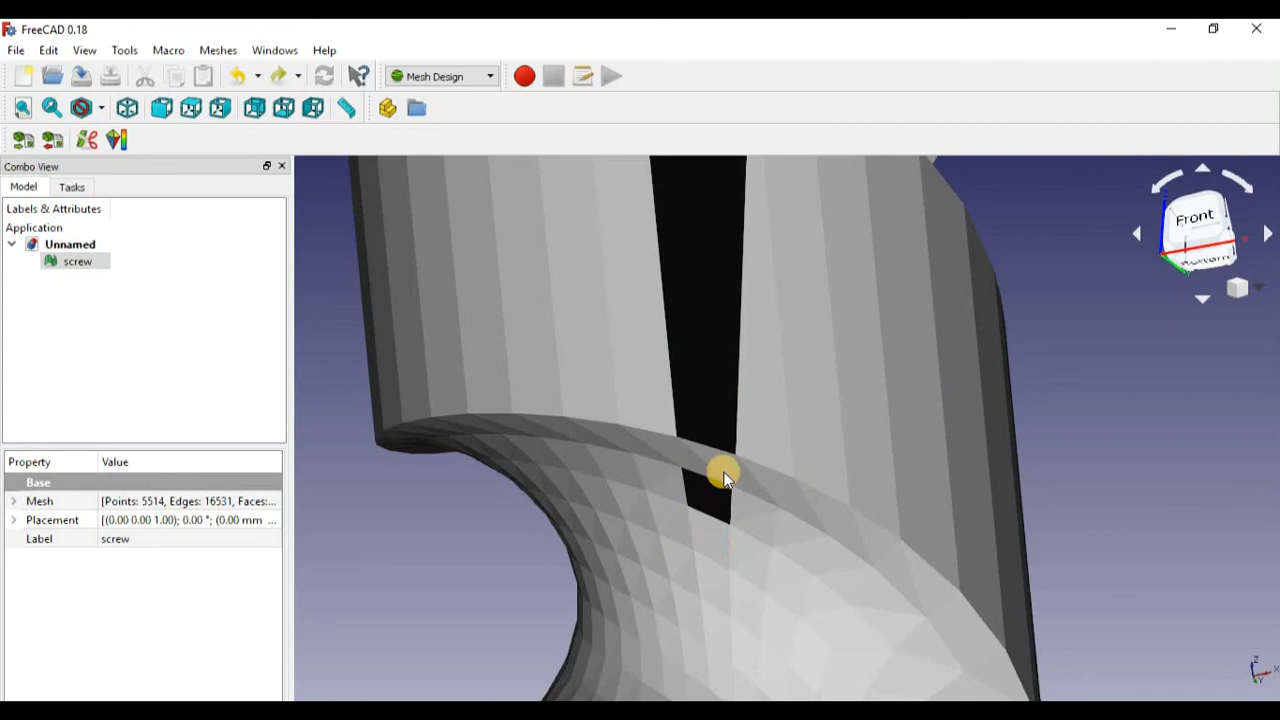 FreeCAD 0.18
File Edit View Tools Macro Meshes Windows Help
Mesh Design
Combo View
Model Tasks
Labels & Attributes
Application
Unnamed
screw
Property Value
Base
Mesh [Points: 5514, Edges: 16531, Faces:...
Placement [(0.00 0.00 1.00); 0.00 °; (0.00 mm ...
Label screw
Front
Bottom
Z
X
Y